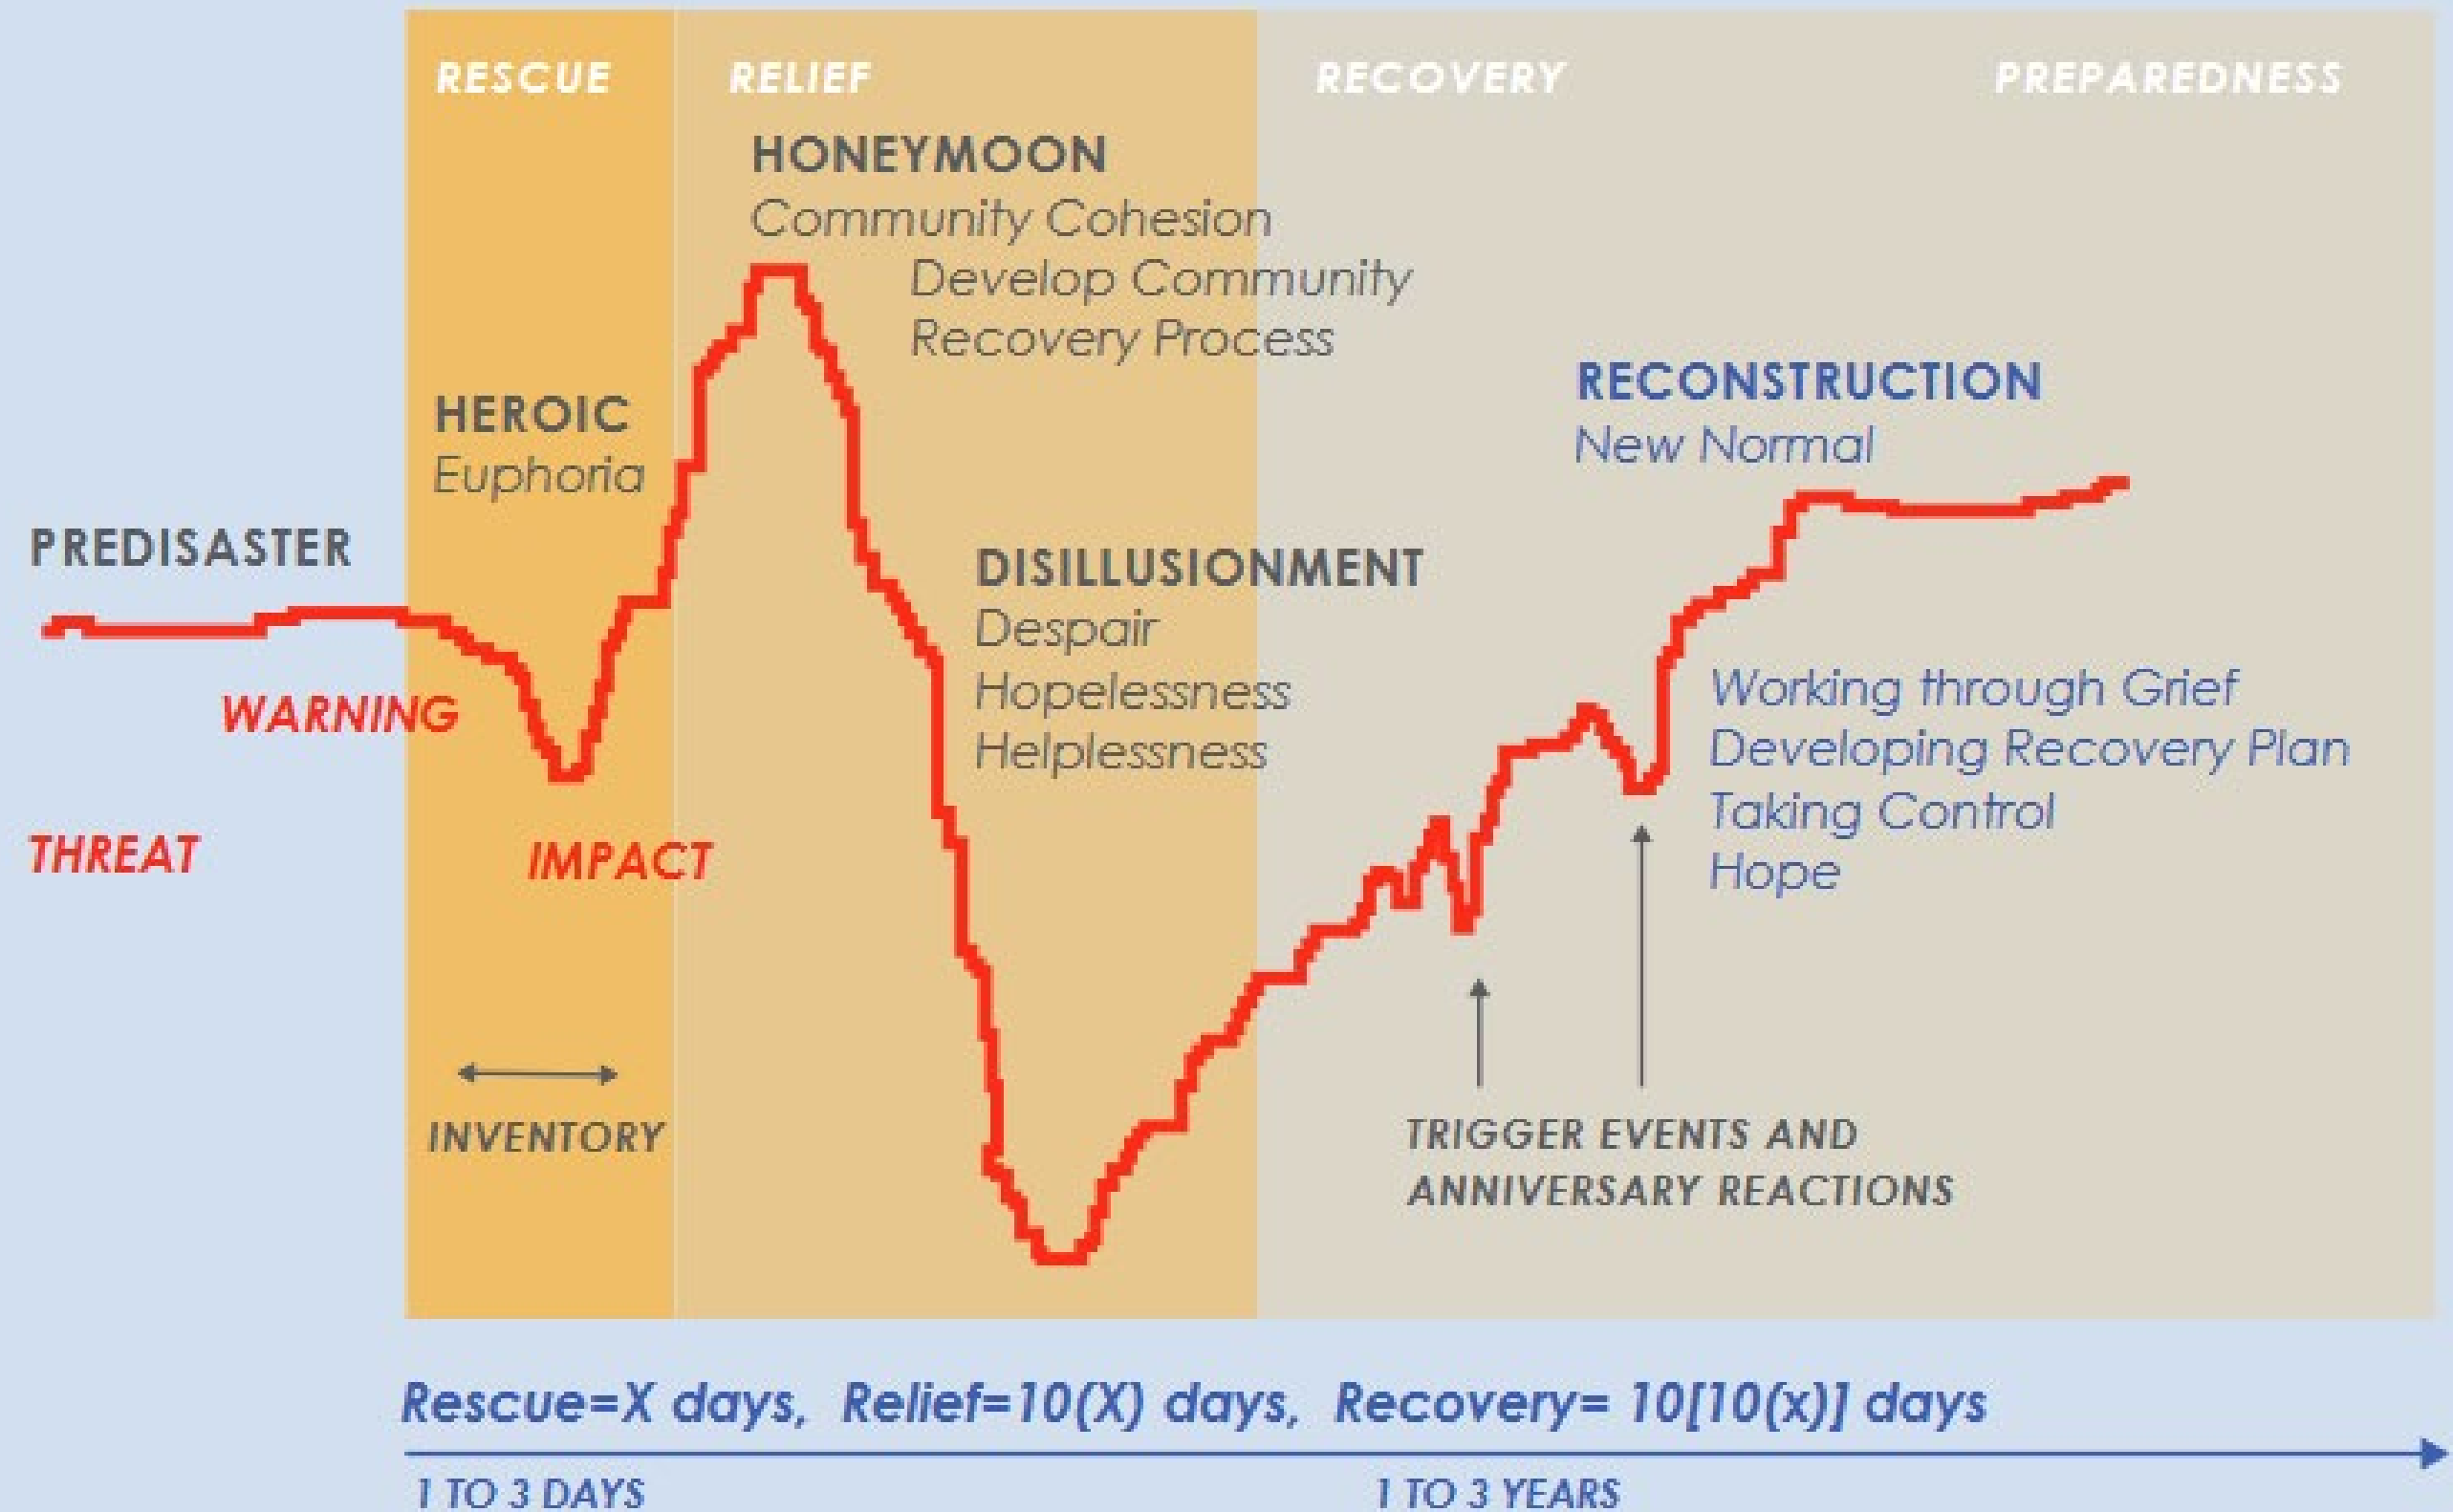 RESCUE
RELIEF
RECOVERY
PREPAREDNESS
HONEYMOON
Community Cohesion
Develop Community
Recovery Process
HEROIC
Euphoria
RECONSTRUCTION
New Normal
PREDISASTER
DISILLUSIONMENT
Despair
Hopelessness
Helplessness
WARNING
THREAT
IMPACT
Working through Grief
Developing Recovery Plan
Taking Control
Hope
INVENTORY
TRIGGER EVENTS AND
ANNIVERSARY REACTIONS
Rescue=X days, Relief=10(X) days, Recovery= 10[10(x)] days
1 TO 3 DAYS
1 TO 3 YEARS